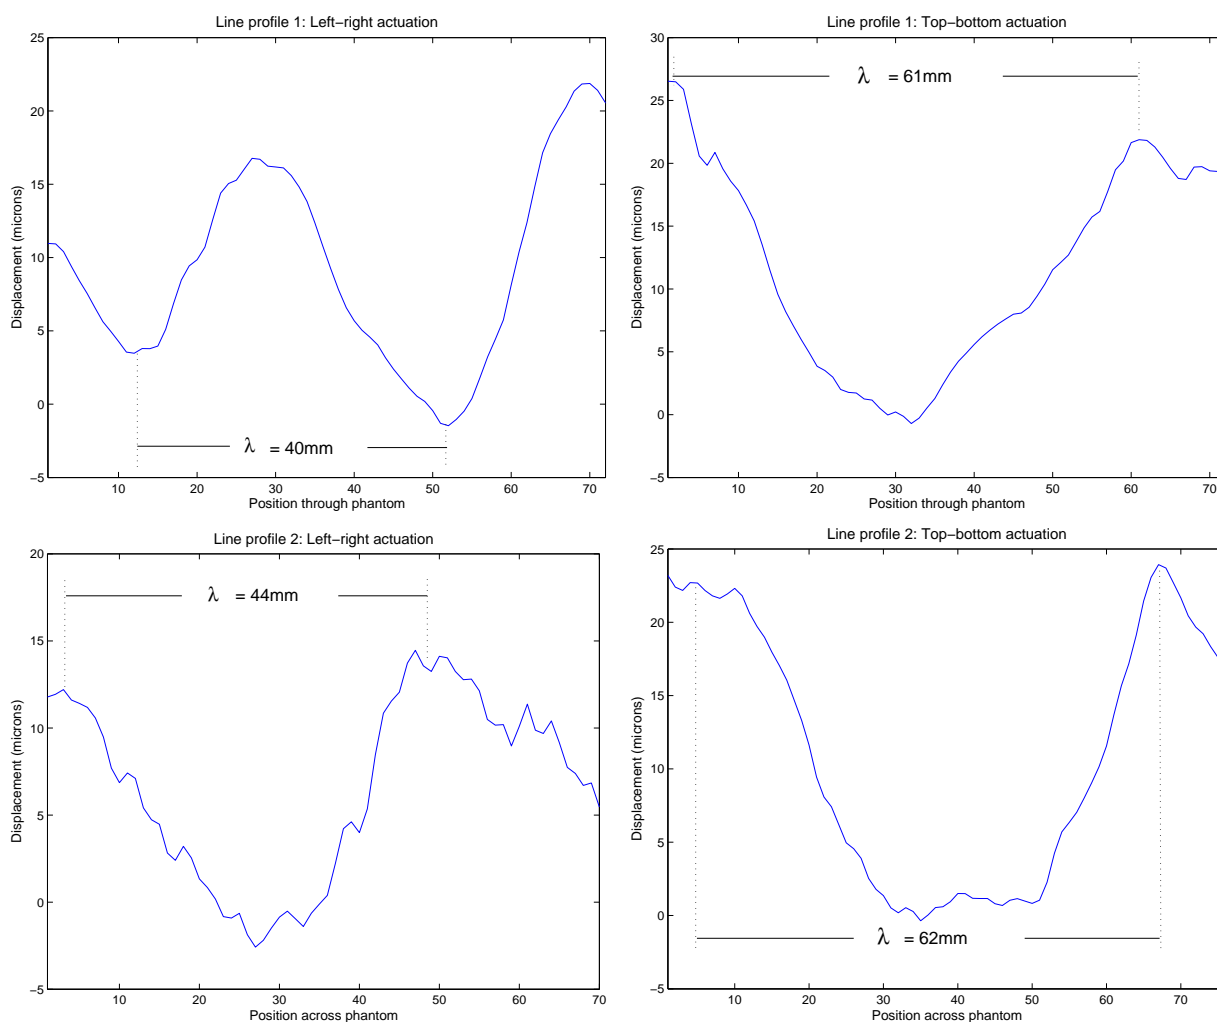 Line profile 1: Left−right actuation
25
20
15
10
5
0
−5
Displacement (microns)
λ = 40mm
10 20 30 40 50 60 70
Position through phantom
Line profile 1: Top−bottom actuation
30
25
20
15
10
5
0
−5
Displacement (microns)
λ = 61mm
10 20 30 40 50 60 70
Position through phantom
Line profile 2: Left−right actuation
20
15
10
5
0
−5
Displacement (microns)
λ = 44mm
10 20 30 40 50 60 70
Position across phantom
Line profile 2: Top−bottom actuation
25
20
15
10
5
0
−5
Displacement (microns)
λ = 62mm
10 20 30 40 50 60 70
Position across phantom